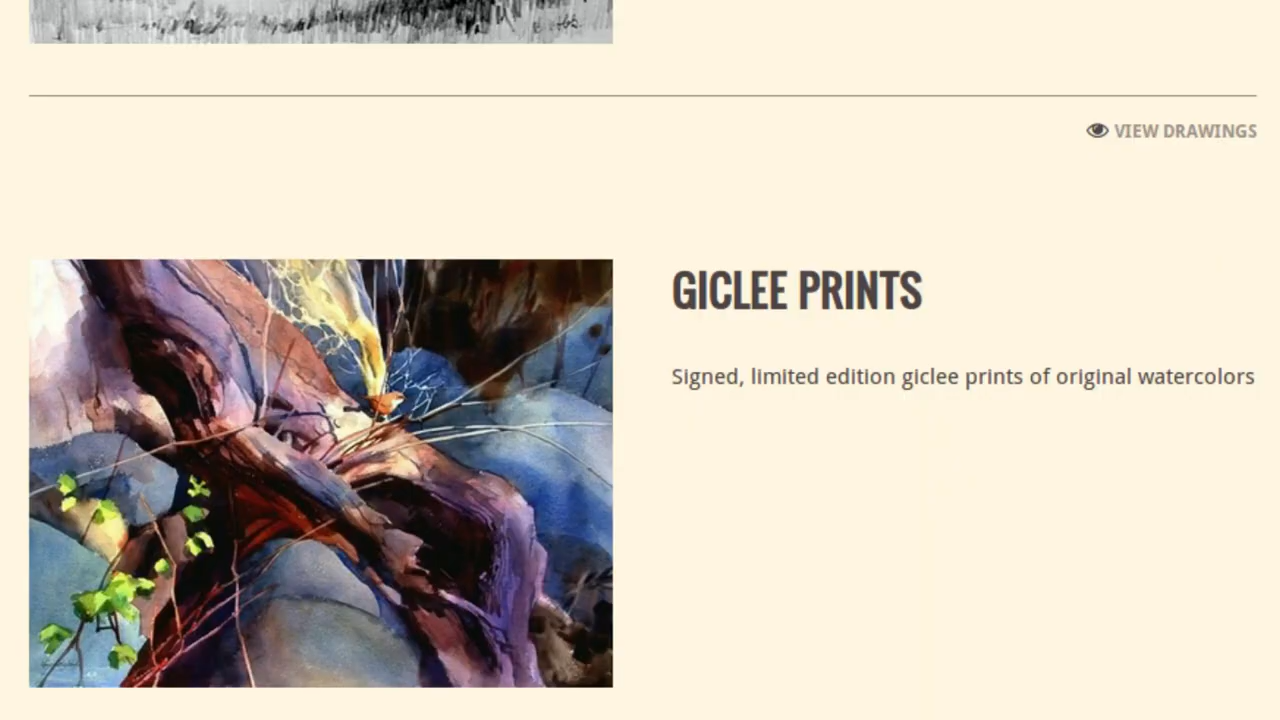 VIEW DRAWINGS
GICLEE PRINTS
Signed, limited edition giclee prints of original watercolors